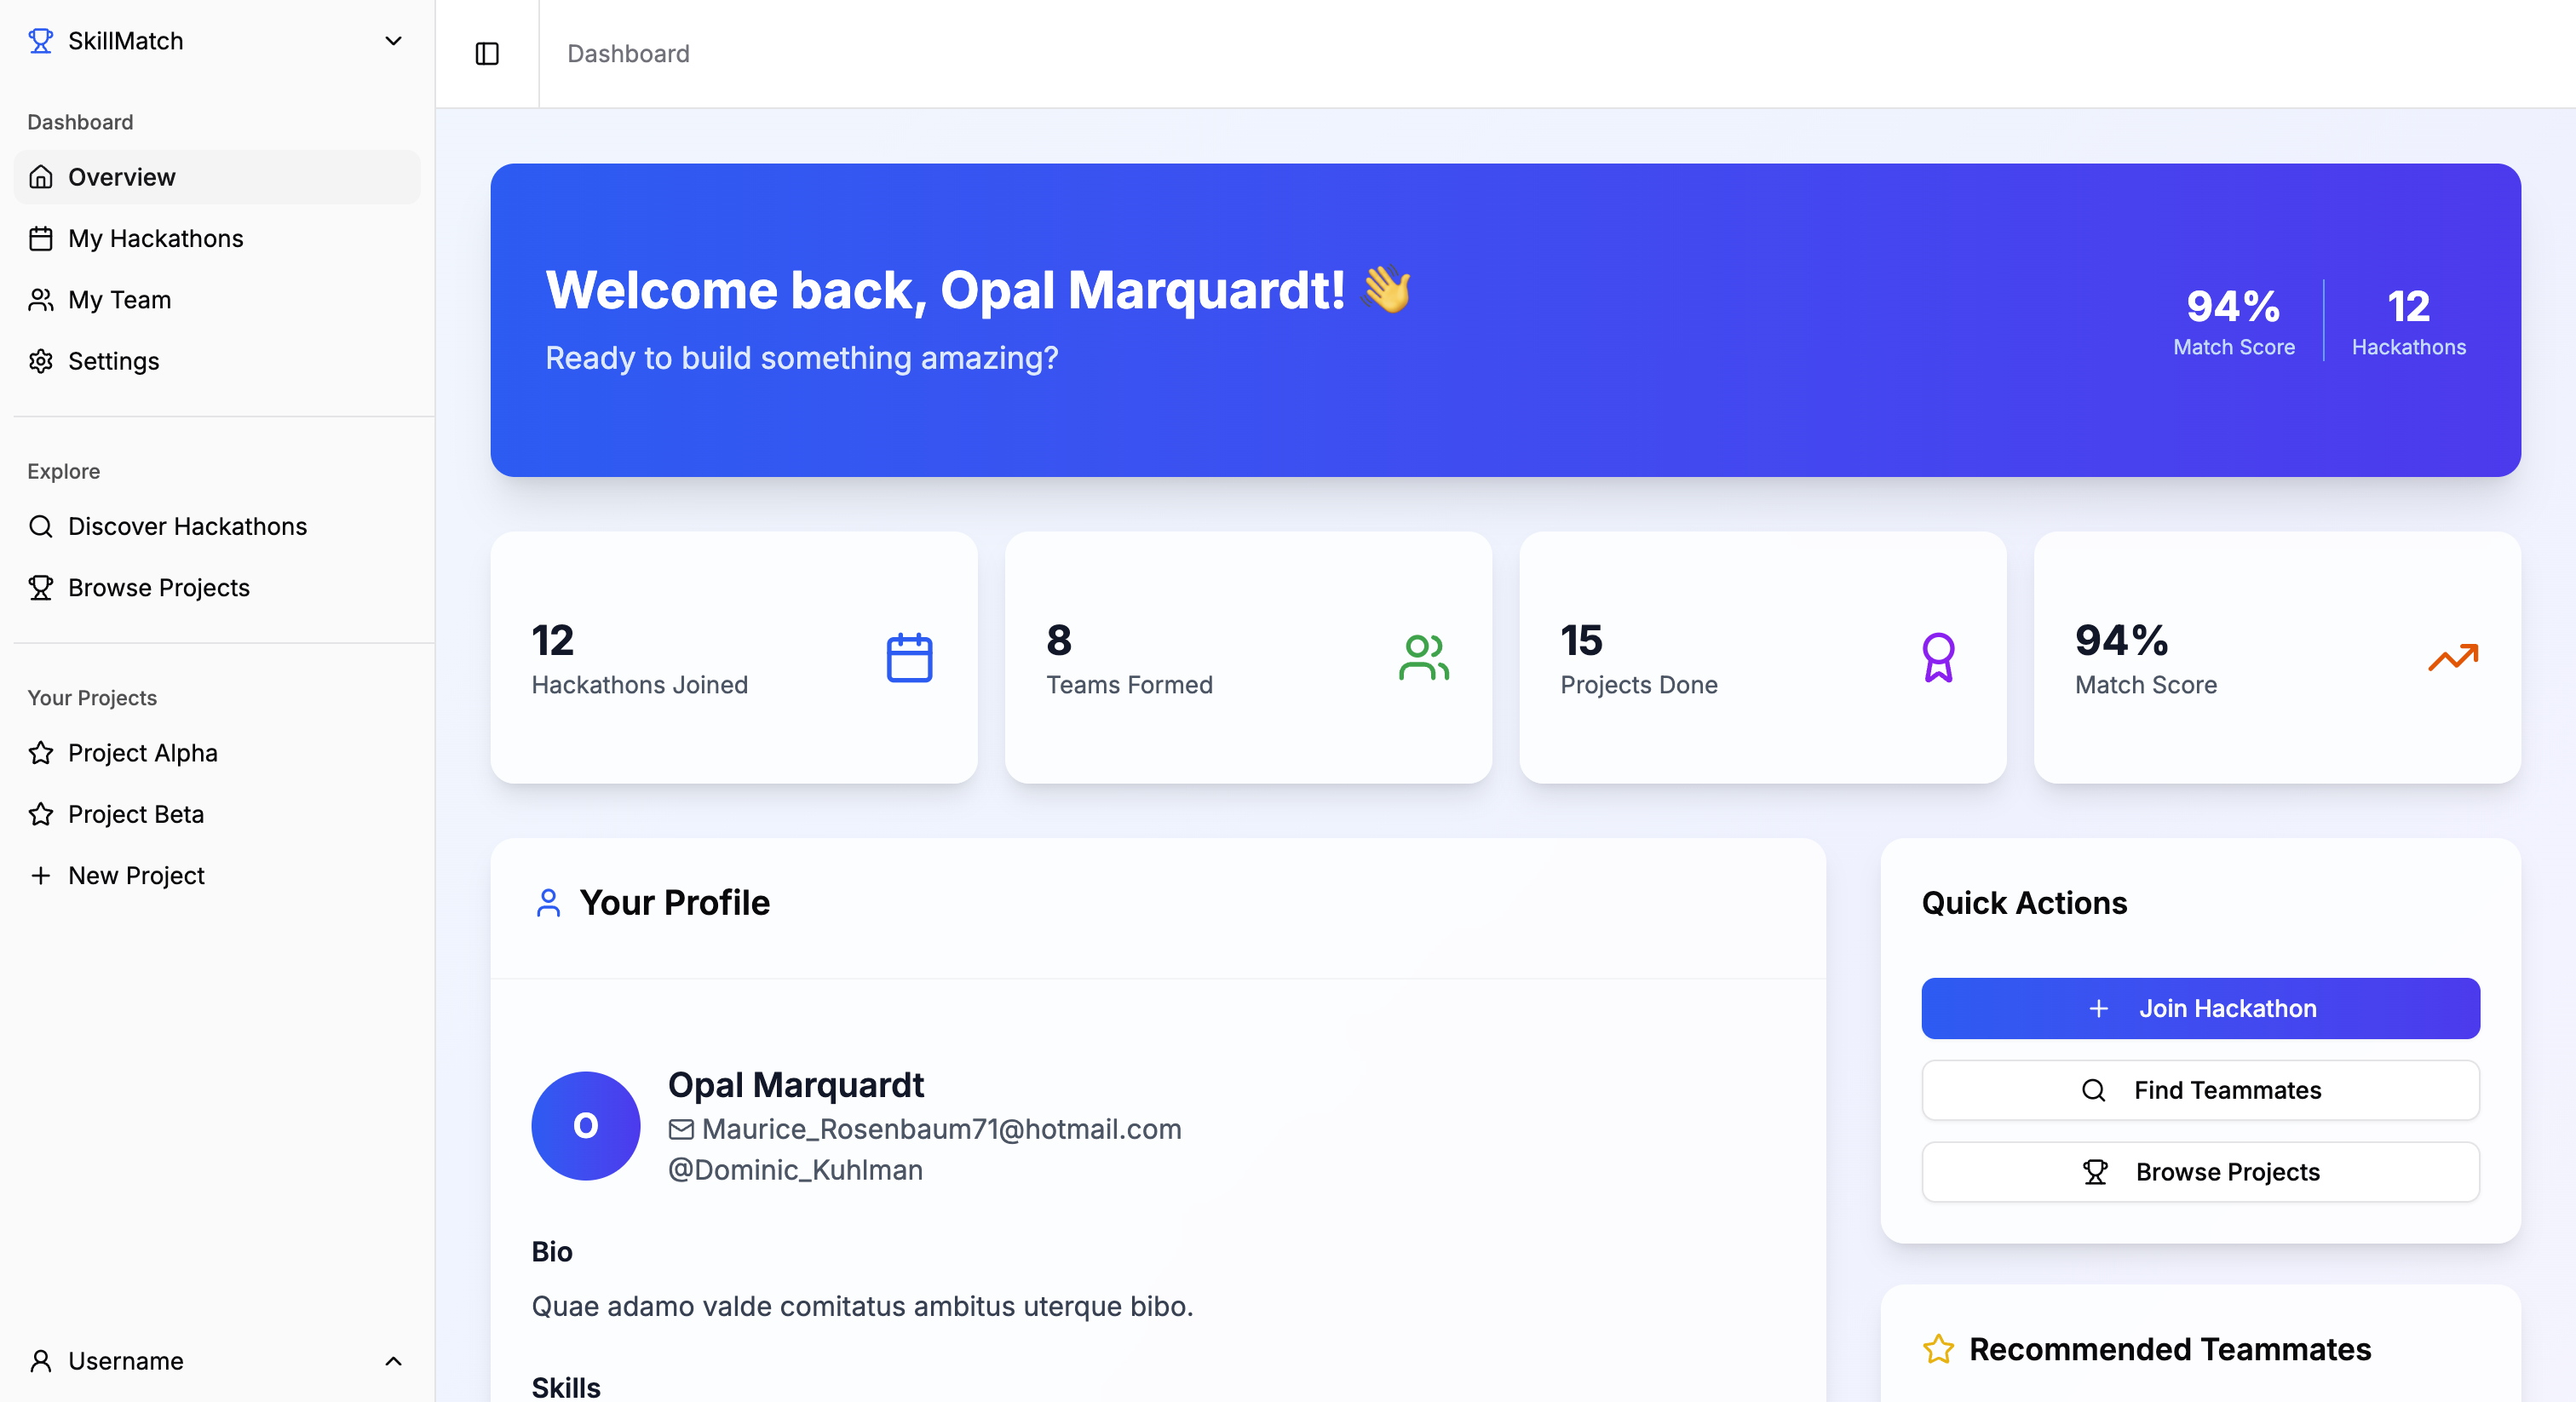 SkillMatch
Dashboard
Overview
My Hackathons
My Team
Settings
Explore
Discover Hackathons
Browse Projects
Your Projects
Project Alpha
Project Beta
New Project
Username
Dashboard
Welcome back, Opal Marquardt! 👋
Ready to build something amazing?
94%
Match Score
12
Hackathons
12
Hackathons Joined
8
Teams Formed
15
Projects Done
94%
Match Score
Your Profile
O
Opal Marquardt
Maurice_Rosenbaum71@hotmail.com
@Dominic_Kuhlman
Bio
Quae adamo valde comitatus ambitus uterque bibo.
Skills
Quick Actions
Join Hackathon
Find Teammates
Browse Projects
Recommended Teammates